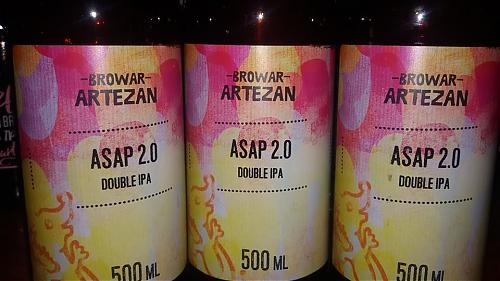 -BROWAR-
ARTEZAN
ASAP 2.0
DOUBLE IPA
500 ML
-BROWAR-
ARTEZAN
ASAP 2.0
DOUBLE IPA
500 ML
-BROWAR-
ARTEZAN
ASAP 2.0
DOUBLE IPA
500 ML